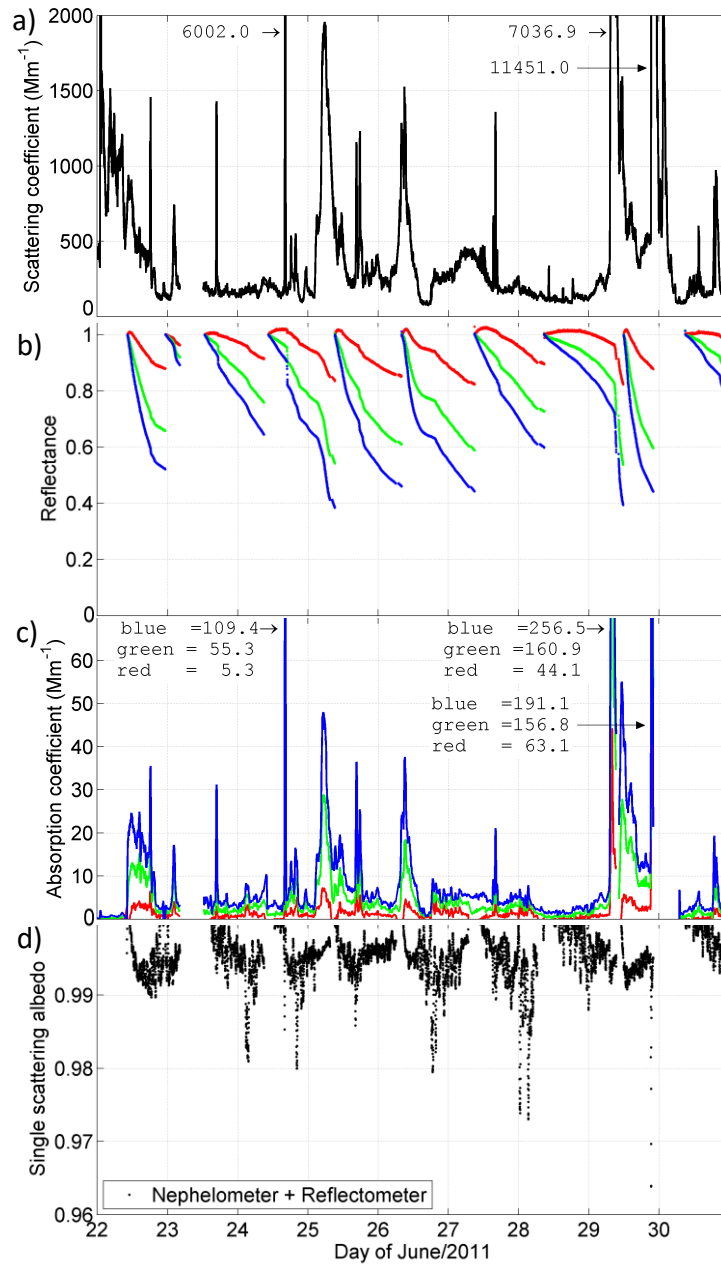 a)
2000
1500
1000
500
0
Scattering coefficient (Mm⁻¹)
6002.0 →
7036.9 →
11451.0 →
b)
1
0.8
0.6
0.4
0.2
0
Reflectance
c)
60
50
40
30
20
10
0
Absorption coefficient (Mm⁻¹)
blue =109.4→
green = 55.3
red = 5.3
blue =256.5→
green =160.9
red = 44.1
blue =191.1
green =156.8 →
red = 63.1
d)
0.99
0.98
0.97
0.96
Single scattering albedo
Nephelometer + Reflectometer
22 23 24 25 26 27 28 29 30
Day of June/2011